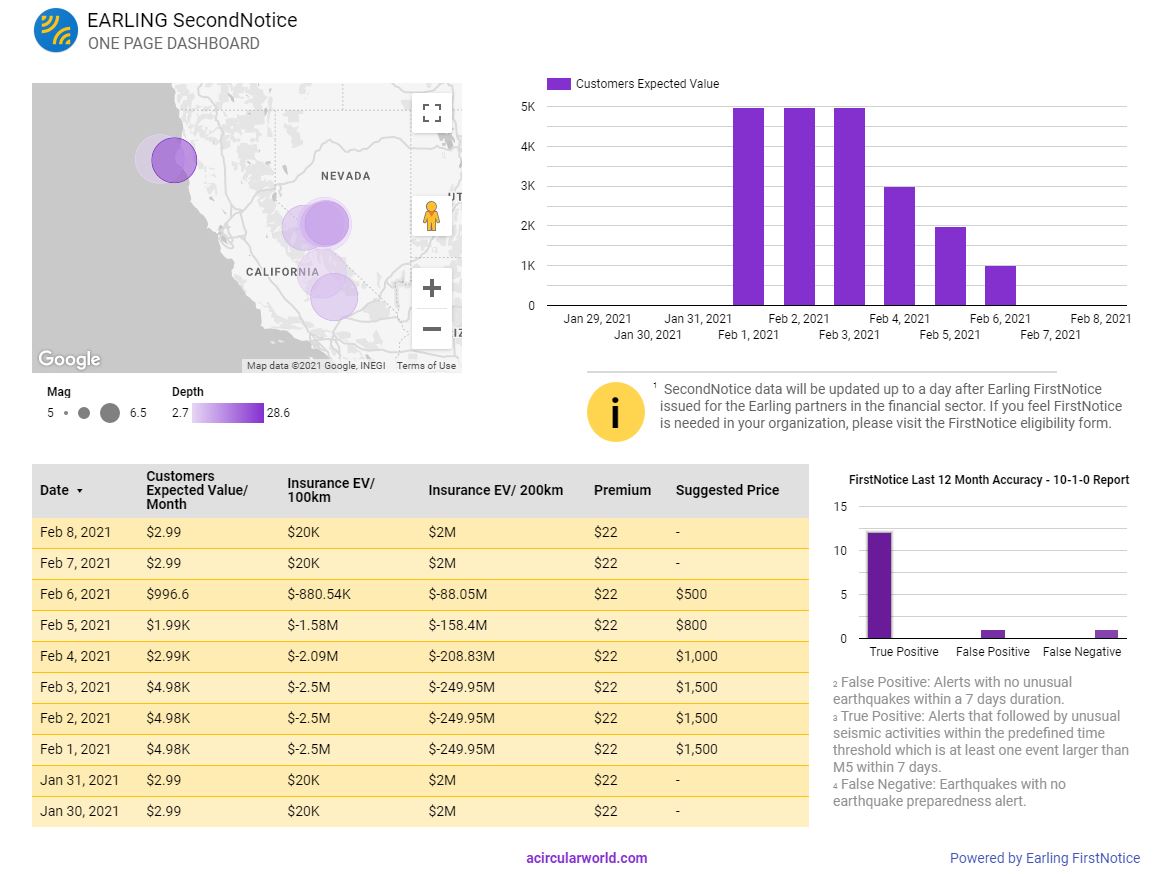 EARLING SecondNotice
ONE PAGE DASHBOARD
NEVADA
UT
CALIFORNIA
IZ
Google
Map data ©2021 Google, INEGI Terms of Use
Mag
5 6.5
Depth
2.7 28.6
Customers Expected Value
5K
4K
3K
2K
1K
0
Jan 29, 2021 Jan 31, 2021 Feb 2, 2021 Feb 4, 2021 Feb 6, 2021 Feb 8, 2021
Jan 30, 2021 Feb 1, 2021 Feb 3, 2021 Feb 5, 2021 Feb 7, 2021
i
1 SecondNotice data will be updated up to a day after Earling FirstNotice
issued for the Earling partners in the financial sector. If you feel FirstNotice
is needed in your organization, please visit the FirstNotice eligibility form.
Date Customers Expected Value/ Month Insurance EV/ 100km Insurance EV/ 200km Premium Suggested Price
Feb 8, 2021 $2.99 $20K $2M $22 -
Feb 7, 2021 $2.99 $20K $2M $22 -
Feb 6, 2021 $996.6 $-880.54K $-88.05M $22 $500
Feb 5, 2021 $1.99K $-1.58M $-158.4M $22 $800
Feb 4, 2021 $2.99K $-2.09M $-208.83M $22 $1,000
Feb 3, 2021 $4.98K $-2.5M $-249.95M $22 $1,500
Feb 2, 2021 $4.98K $-2.5M $-249.95M $22 $1,500
Feb 1, 2021 $4.98K $-2.5M $-249.95M $22 $1,500
Jan 31, 2021 $2.99 $20K $2M $22 -
Jan 30, 2021 $2.99 $20K $2M $22 -
FirstNotice Last 12 Month Accuracy - 10-1-0 Report
15
10
5
0
True Positive False Positive False Negative
2 False Positive: Alerts with no unusual
earthquakes within a 7 days duration.
3 True Positive: Alerts that followed by unusual
seismic activities within the predefined time
threshold which is at least one event larger than
M5 within 7 days.
4 False Negative: Earthquakes with no
earthquake preparedness alert.
acircularworld.com
Powered by Earling FirstNotice